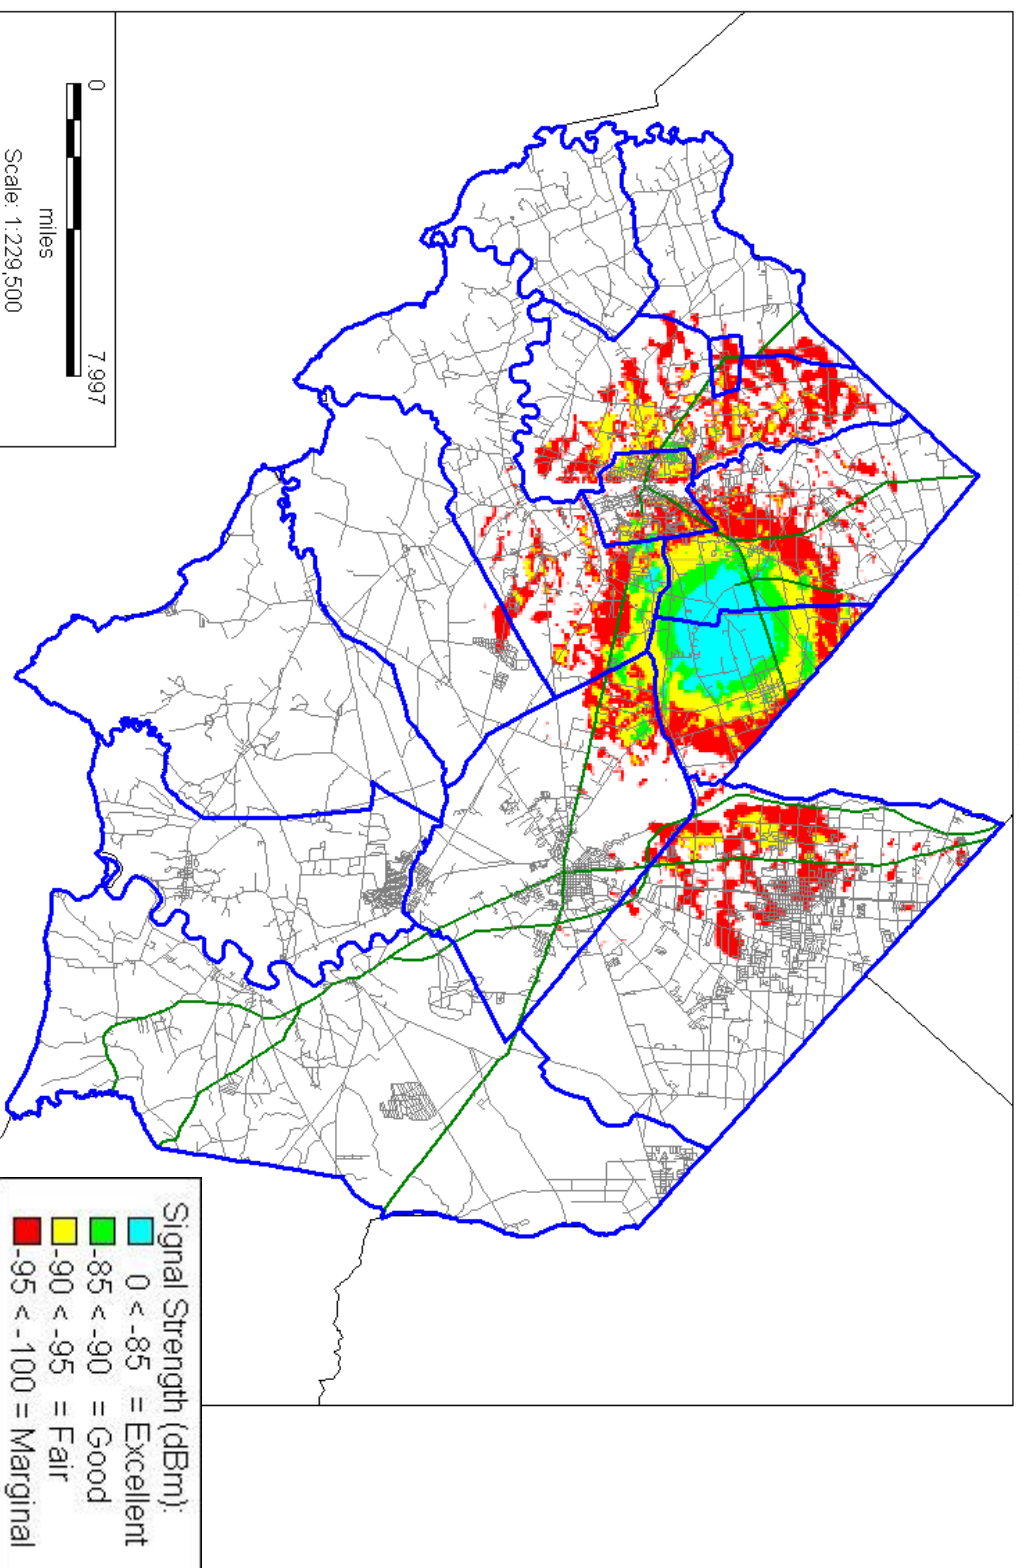 0 7.997
miles
Scale: 1:229,500
Signal Strength (dBm):
0 < -85 = Excellent
-85 < -90 = Good
-90 < -95 = Fair
-95 < -100 = Marginal